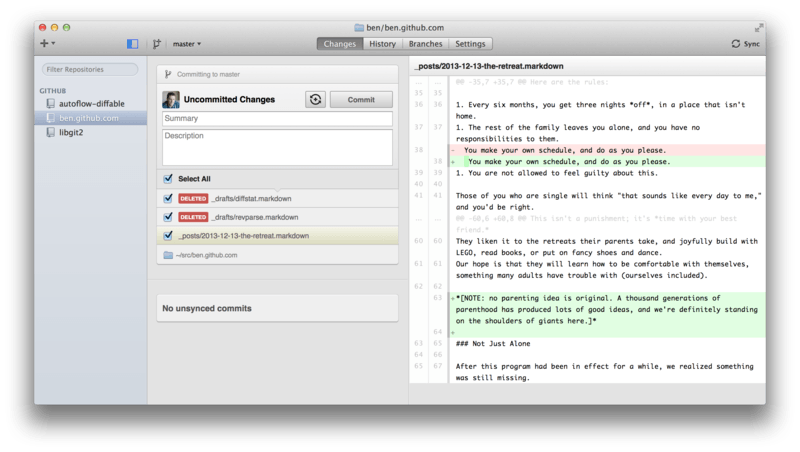 ben/ben.github.com
master
Changes
History
Branches
Settings
Sync
Filter Repositories
GITHUB
autoflow-diffable
ben.github.com
libgit2
Committing to master
Uncommitted Changes
Commit
Summary
Description
Select All
DELETED _drafts/diffstat.markdown
DELETED _drafts/revparse.markdown
_posts/2013-12-13-the-retreat.markdown
~/src/ben.github.com
No unsynced commits
_posts/2013-12-13-the-retreat.markdown
... ... @@ -35,7 +35,7 @@ Here are the rules:
35 35
36 36 1. Every six months, you get three nights *off*, in a place that isn't
home.
37 37 1. The rest of the family leaves you alone, and you have no
responsibilities to them.
38 - You make your own schedule, and do as you please.
38 + You make your own schedule, and do as you please.
39 39 1. You are not allowed to feel guilty about this.
40 40
41 41 Those of you who are single will think "that sounds like every day to me,"
and you'd be right.
... ... @@ -60,6 +60,8 @@ This isn't a punishment; it's *time with your best
friend.*
60 60 They liken it to the retreats their parents take, and joyfully build with
LEGO, read books, or put on fancy shoes and dance.
61 61 Our hope is that they will learn how to be comfortable with themselves,
something many adults have trouble with (ourselves included).
62 62
63 +*[NOTE: no parenting idea is original. A thousand generations of
parenthood has produced lots of good ideas, and we're definitely standing
on the shoulders of giants here.]*
64 +
63 65 ### Not Just Alone
64 66
65 67 After this program had been in effect for a while, we realized something
was still missing.